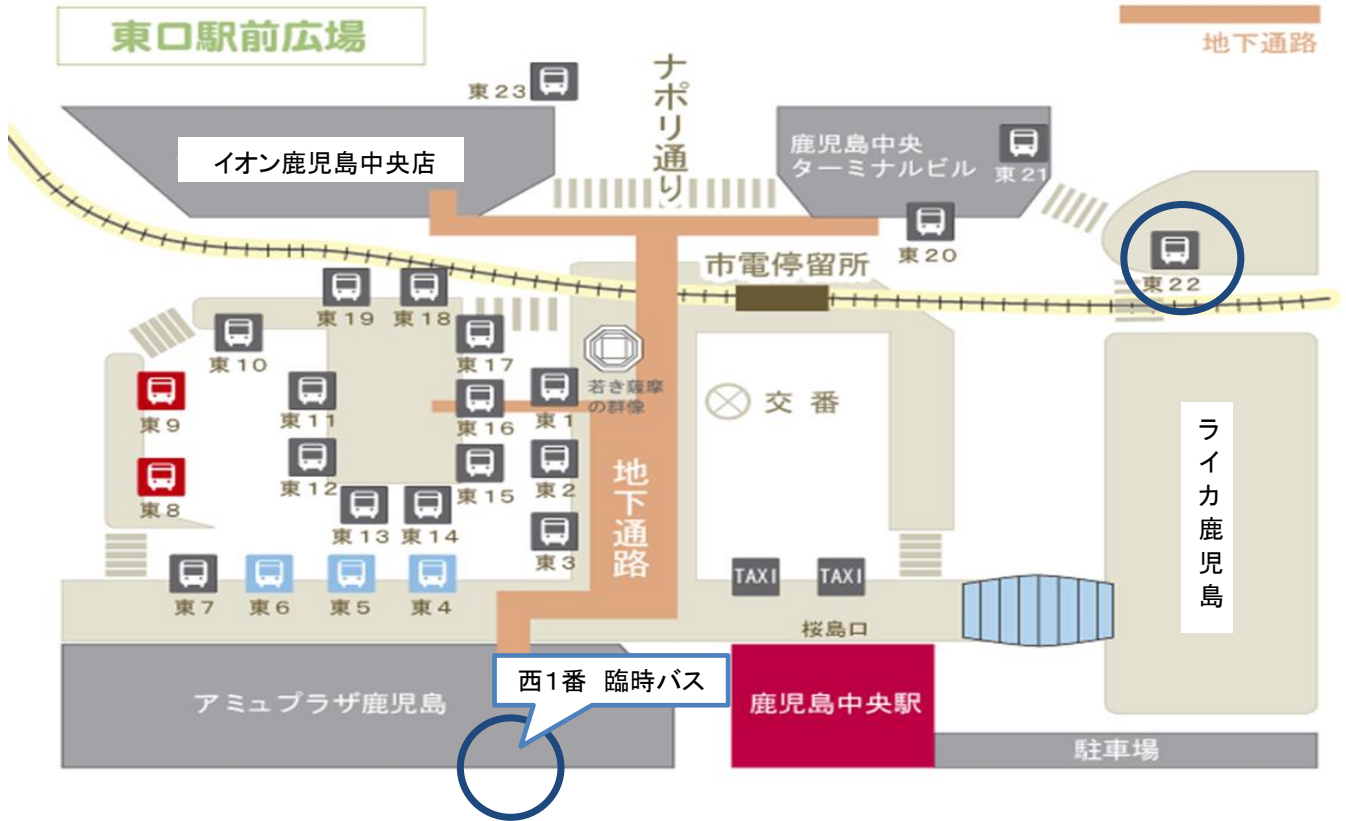 東口駅前広場
地下通路
ナポリ通り
東23
イオン鹿児島中央店
鹿児島中央
ターミナルビル
東21
東20
東22
市電停留所
東19
東18
東10
東17
若き薩摩
の群像
東9
東11
東16
東1
交番
東8
東12
東15
東2
東13
東14
東3
地下通路
ライカ鹿児島
東7
東6
東5
東4
TAXI
TAXI
桜島口
西1番 臨時バス
アミュプラザ鹿児島
鹿児島中央駅
駐車場